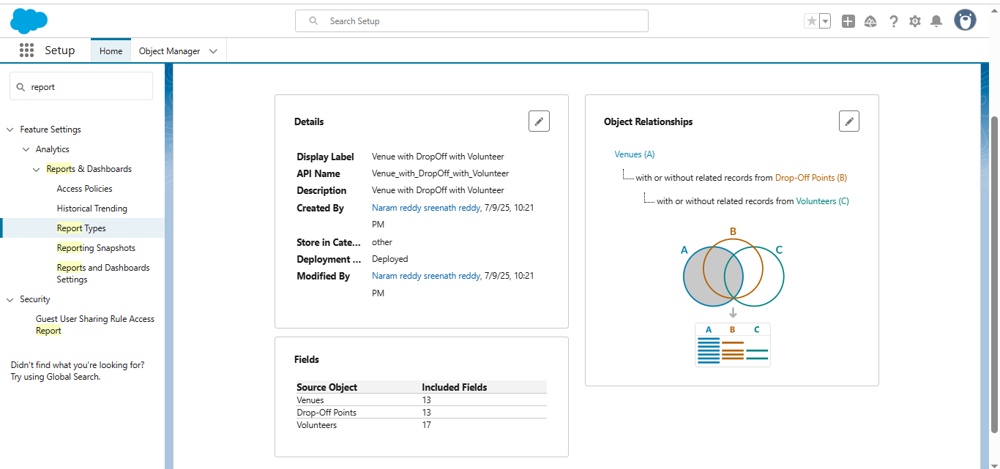 Search Setup
Setup
Home
Object Manager
report
Feature Settings
Analytics
Reports & Dashboards
Access Policies
Historical Trending
Report Types
Reporting Snapshots
Reports and Dashboards
Settings
Security
Guest User Sharing Rule Access
Report
Didn't find what you're looking for?
Try using Global Search.
Details
Display Label Venue with DropOff with Volunteer
API Name Venue_with_DropOff_with_Volunteer
Description Venue with DropOff with Volunteer
Created By Naram reddy sreenath reddy, 7/9/25, 10:21
PM
Store in Cate... other
Deployment ... Deployed
Modified By Naram reddy sreenath reddy, 7/9/25, 10:21
PM
Fields
Source Object Included Fields
Venues 13
Drop-Off Points 13
Volunteers 17
Object Relationships
Venues (A)
with or without related records from Drop-Off Points (B)
with or without related records from Volunteers (C)
B
A C
A B C